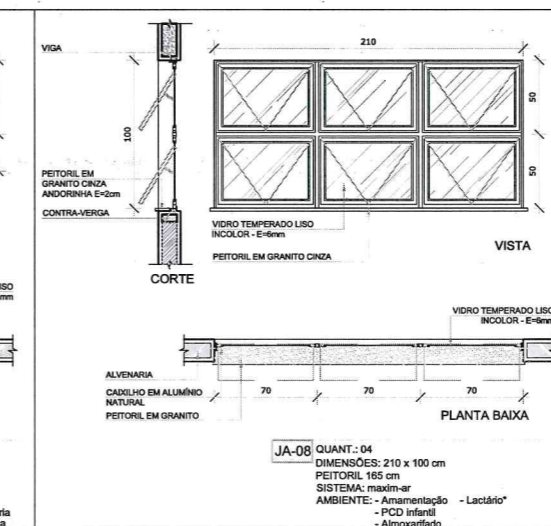 VIGA
210
100
50
50
PEITORIL EM
GRANITO CINZA
ANDORINHA E=2cm
CONTRA-VERGA
VIDRO TEMPERADO LISO
INCOLOR - E=6mm
PEITORIL EM GRANITO CINZA
VISTA
CORTE
ISO
mm
VIDRO TEMPERADO LISO
INCOLOR - E=6mm
ALVENARIA
CAIXILHO EM ALUMÍNIO
NATURAL
PEITORIL EM GRANITO
70
70
70
PLANTA BAIXA
JA-08 QUANT.: 04
DIMENSÕES: 210 x 100 cm
PEITORIL 165 cm
SISTEMA: maxim-ar
AMBIENTE: - Amamentação - Lactário*
- PCD infantil
- Almoxarifado
ria
a